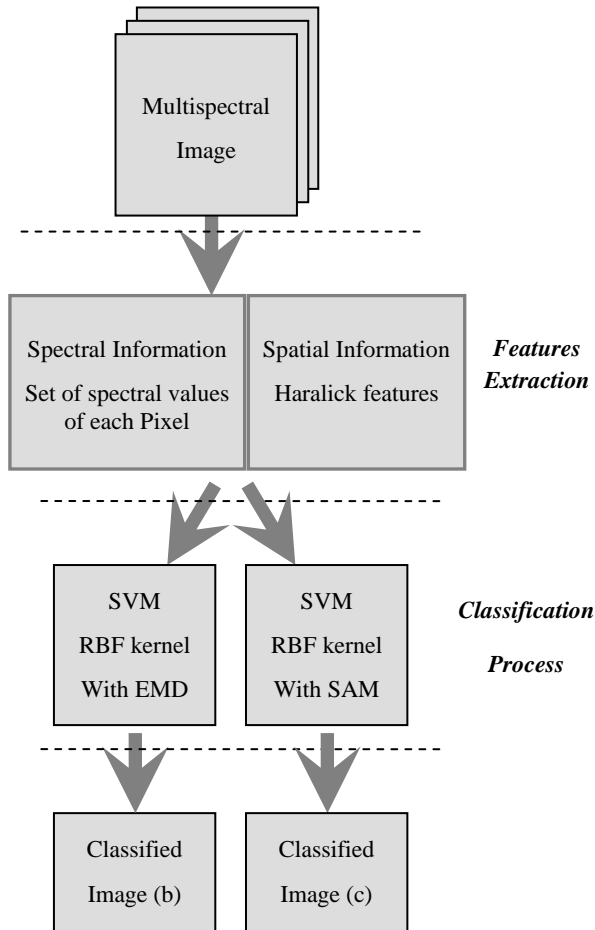 Multispectral
Image
Spectral Information
Set of spectral values
of each Pixel
Spatial Information
Haralick features
Features
Extraction
SVM
RBF kernel
With EMD
SVM
RBF kernel
With SAM
Classification
Process
Classified
Image (b)
Classified
Image (c)